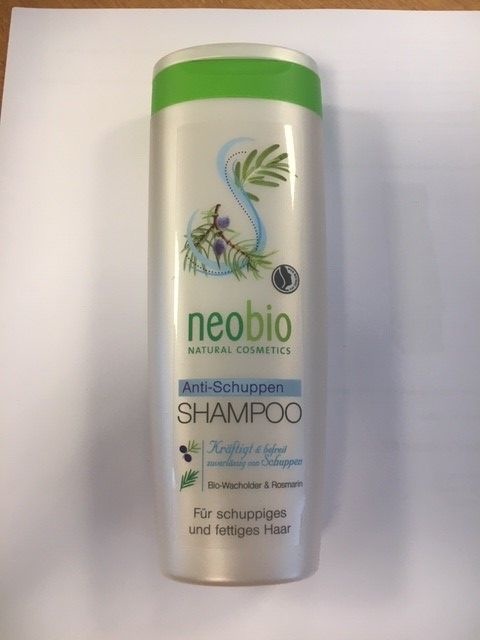 neobio
NATURAL COSMETICS
Anti-Schuppen
SHAMPOO
Kräftigt & befreit
zuverlässig von Schuppen
Bio-Wacholder & Rosmarin
Für schuppiges
und fettiges Haar